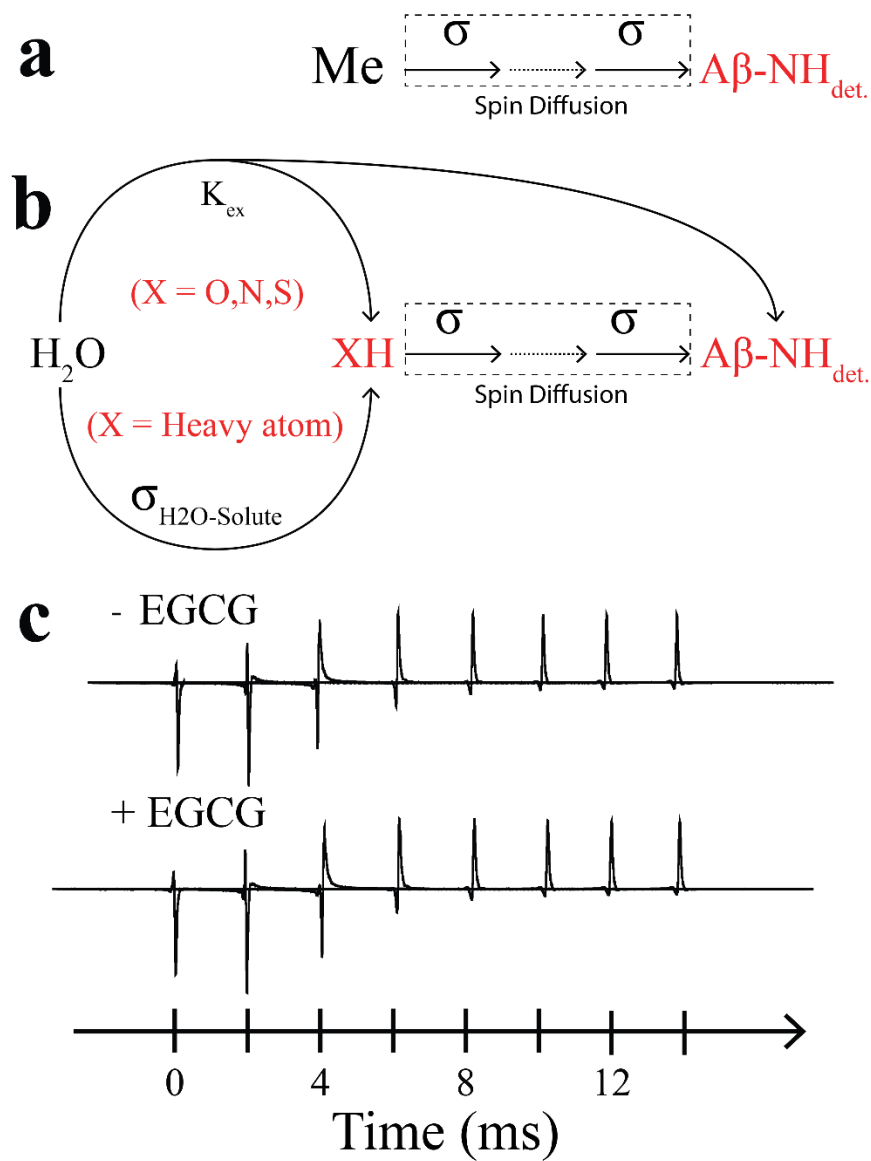 a
σ σ
Me Aβ-NHdet.
Spin Diffusion
b
Kex
(X = O,N,S)
σ σ
H2O XH Aβ-NHdet.
Spin Diffusion
(X = Heavy atom)
σH2O-Solute
c
- EGCG
+ EGCG
0 4 8 12
Time (ms)